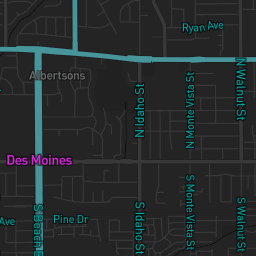 Ryan Ave
Albertsons
N Idaho St
N Monte Vista St
N Walnut St
Des Moines
S Beach
Ave
Pine Dr
S Idaho St
S Monte Vista St
S Walnut St